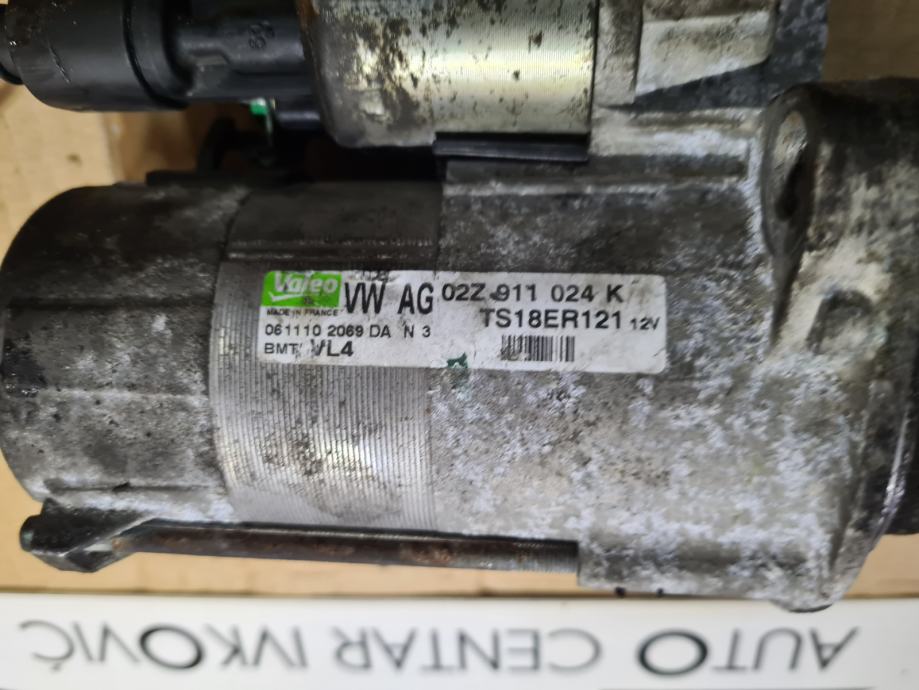 Valeo
MADE IN FRANCE
VW AG
02Z 911 024 K
TS18ER121 12V
061110 2069 DA N 3
BMT VL4
AUTO CENTAR IVKOVIĆ